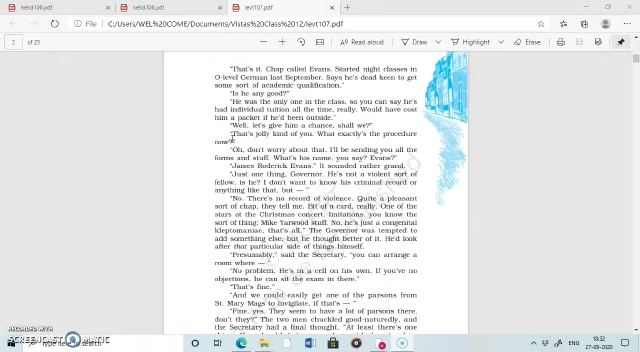 hehd106.pdf
hehd106.pdf
levt107.pdf
C:/Users/WEL%20COME/Documents/Vistas%20Class%2012/levt107.pdf
2 of 23
Read aloud
Draw
Highlight
Erase
"That's it. Chap called Evans. Started night classes in
O-level German last September. Says he's dead keen to get
some sort of academic qualification."
"Is he any good?"
"He was the only one in the class, so you can say he's
had individual tuition all the time, really. Would have cost
him a packet if he'd been outside."
"Well, let's give him a chance, shall we?"
"That's jolly kind of you. What exactly's the procedure
now?"
"Oh, don't worry about that. I'll be sending you all the
forms and stuff. What's his name, you say? Evans?"
"James Roderick Evans." It sounded rather grand.
"Just one thing, Governor. He's not a violent sort of
fellow, is he? I don't want to know his criminal record or
anything like that, but —"
"No. There's no record of violence. Quite a pleasant
sort of chap, they tell me. Bit of a card, really. One of the
stars at the Christmas concert. Imitations, you know the
sort of thing: Mike Yarwood stuff. No, he's just a congenital
kleptomaniac, that's all." The Governor was tempted to
add something else, but he thought better of it. He'd look
after that particular side of things himself.
"Presumably," said the Secretary, "you can arrange a
room where —"
"No problem. He's in a cell on his own. If you've no
objections, he can sit the exam in there."
"That's fine."
"And we could easily get one of the parsons from
St. Mary Mags to invigilate, if that's — "
"Fine, yes. They seem to have a lot of parsons there,
don't they?" The two men chuckled good-naturedly, and
the Secretary had a final thought. "At least there's one
RECORDED WITH
SCREENCAST MATIC
Type here to search
18:32
27-09-2020